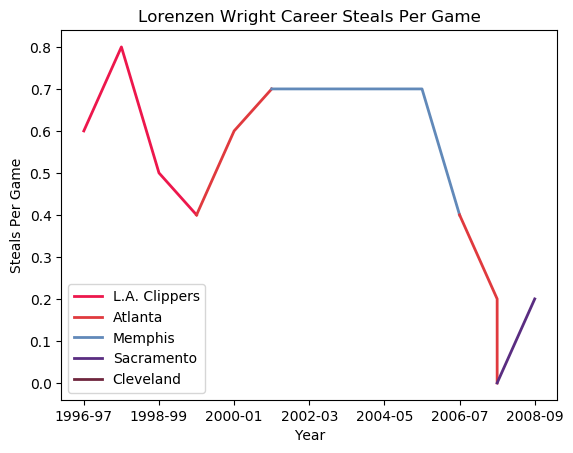 Lorenzen Wright Career Steals Per Game
Steals Per Game
0.8
0.7
0.6
0.5
0.4
0.3
0.2
0.1
0.0
L.A. Clippers
Atlanta
Memphis
Sacramento
Cleveland
1996-97 1998-99 2000-01 2002-03 2004-05 2006-07 2008-09
Year